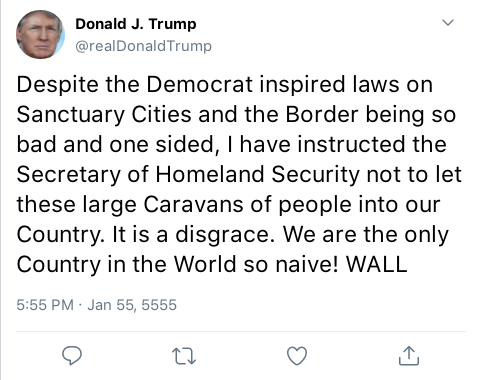 Donald J. Trump
@realDonaldTrump
Despite the Democrat inspired laws on
Sanctuary Cities and the Border being so
bad and one sided, I have instructed the
Secretary of Homeland Security not to let
these large Caravans of people into our
Country. It is a disgrace. We are the only
Country in the World so naive! WALL
5:55 PM · Jan 55, 5555